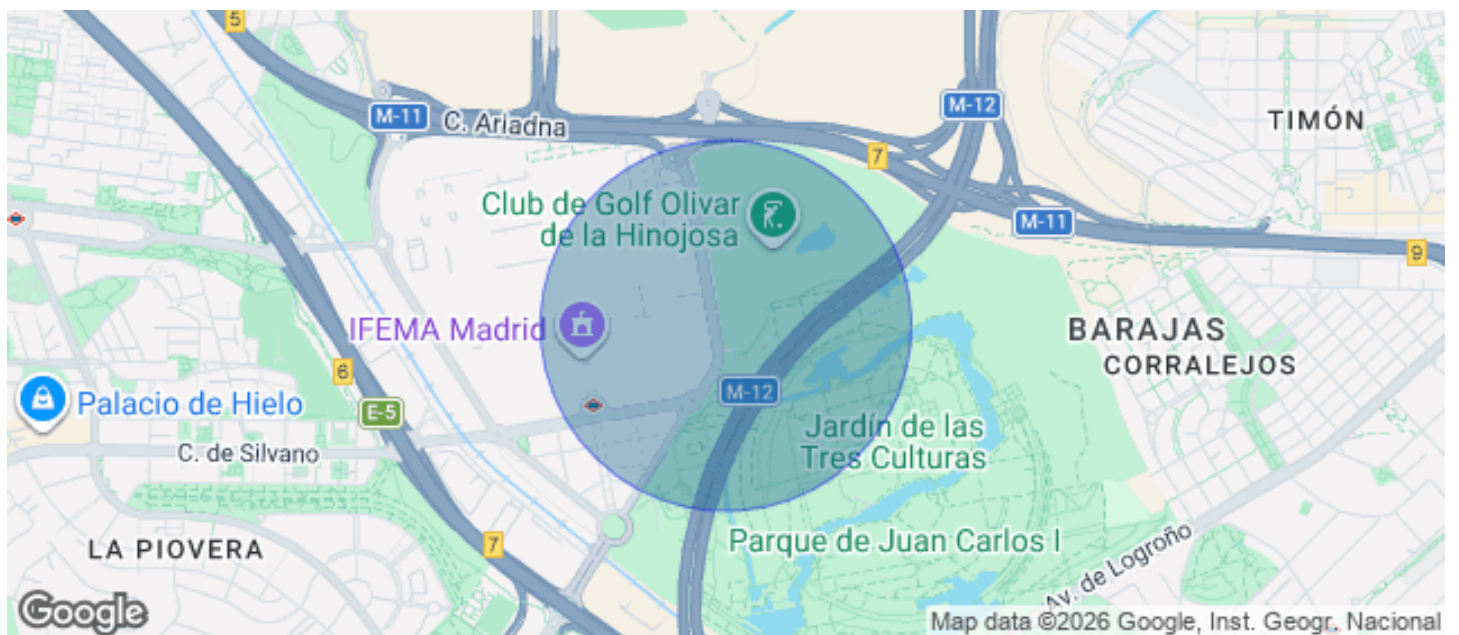 5
M-11
C. Ariadna
M-12
TIMÓN
7
Club de Golf Olivar
de la Hinojosa
M-11
9
IFEMA Madrid
BARAJAS
CORRALEJOS
6
Palacio de Hielo
E-5
M-12
C. de Silvano
Jardín de las
Tres Culturas
LA PIOVERA
7
Parque de Juan Carlos I
Av. de Logroño
Google
Map data ©2026 Google, Inst. Geogr. Nacional